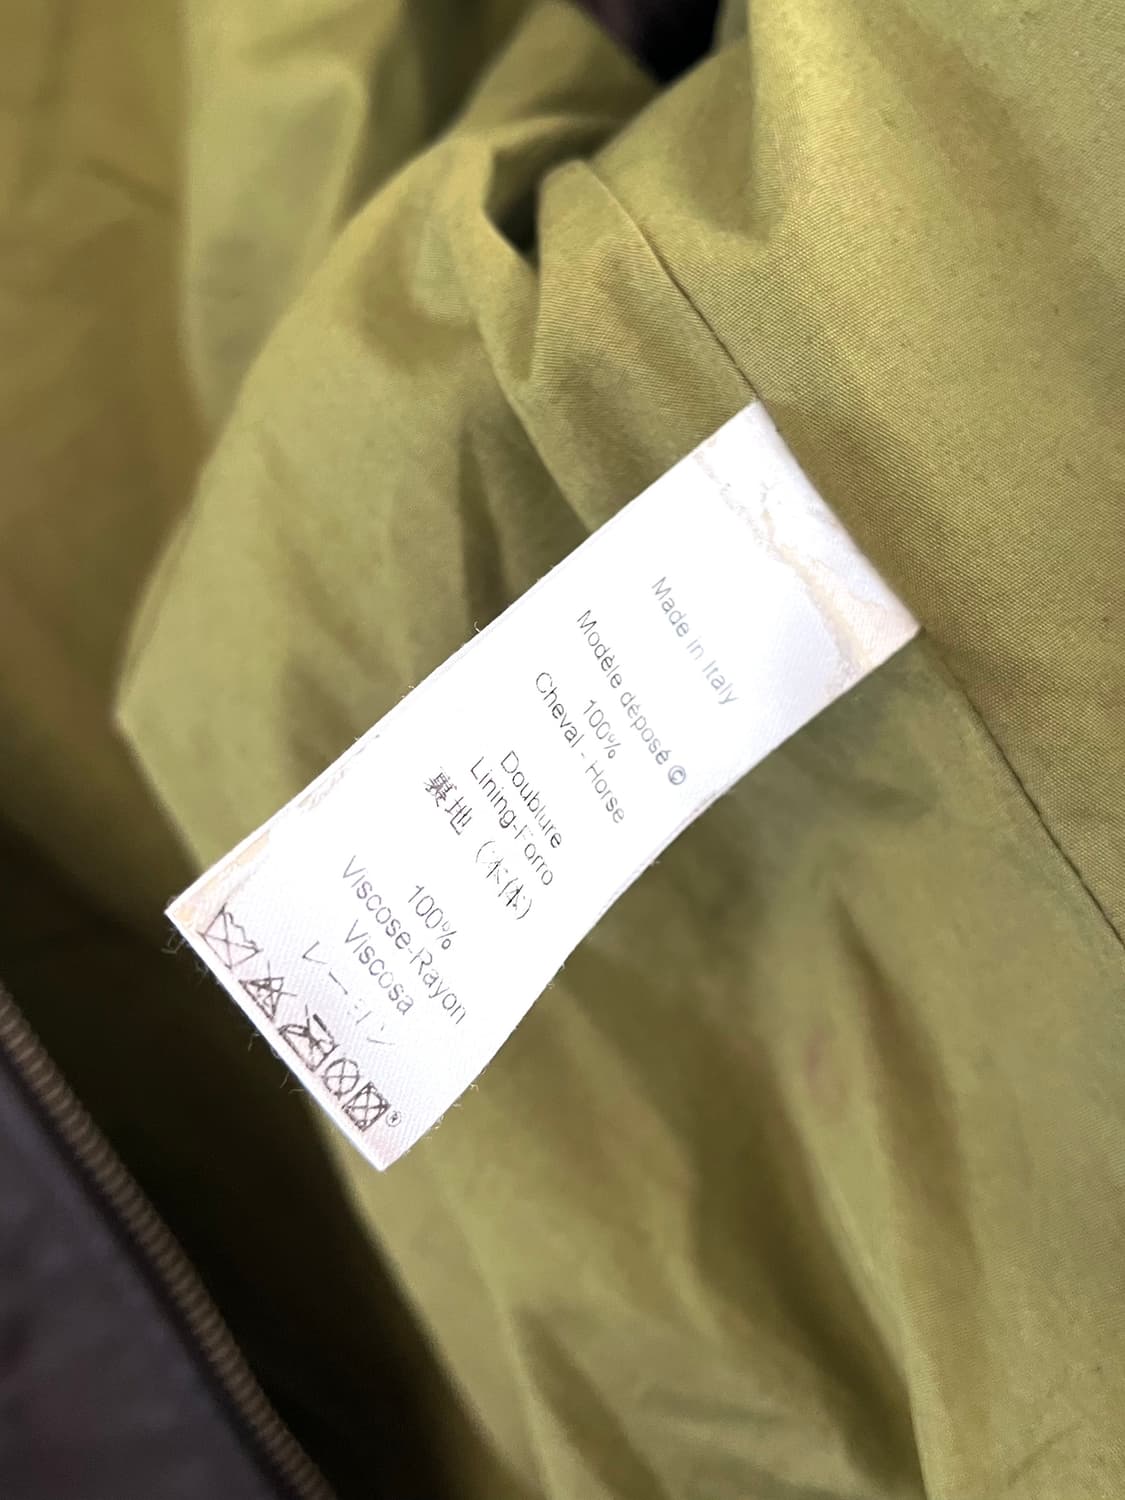 Made in Italy
Modèle déposé ©
100%
Cheval - Horse
Doublure
Lining-Forro
裏地 (本体)
100%
Viscose-Rayon
Viscosa
レーヨン
®